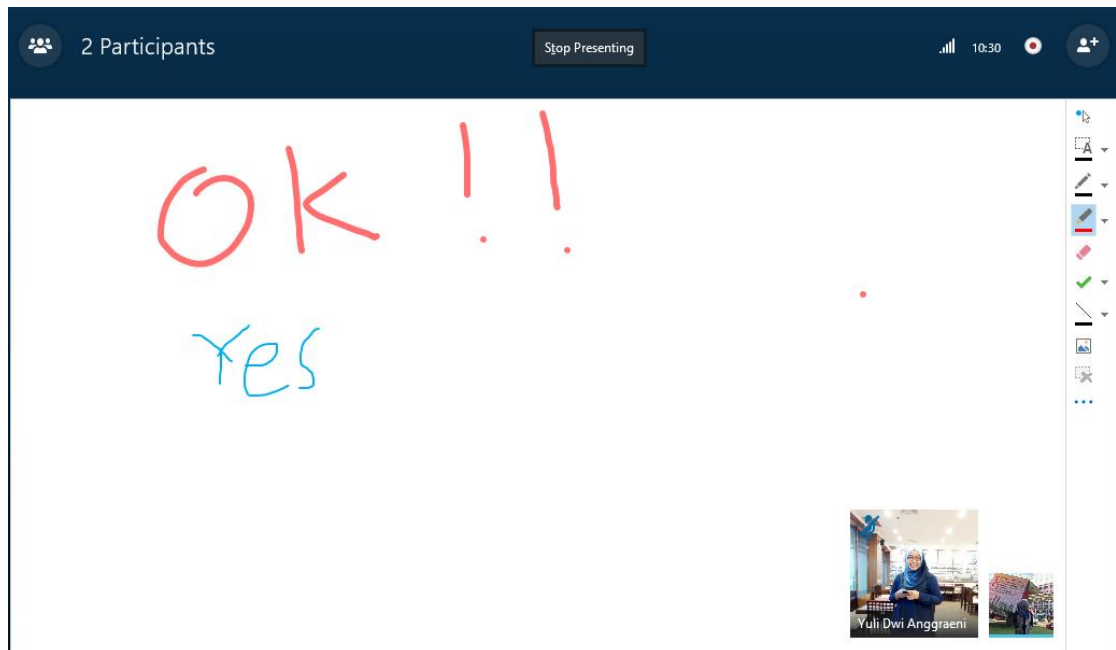 2 Participants
Stop Presenting
10:30
OK !!
Yes
Yuli Dwi Anggraeni